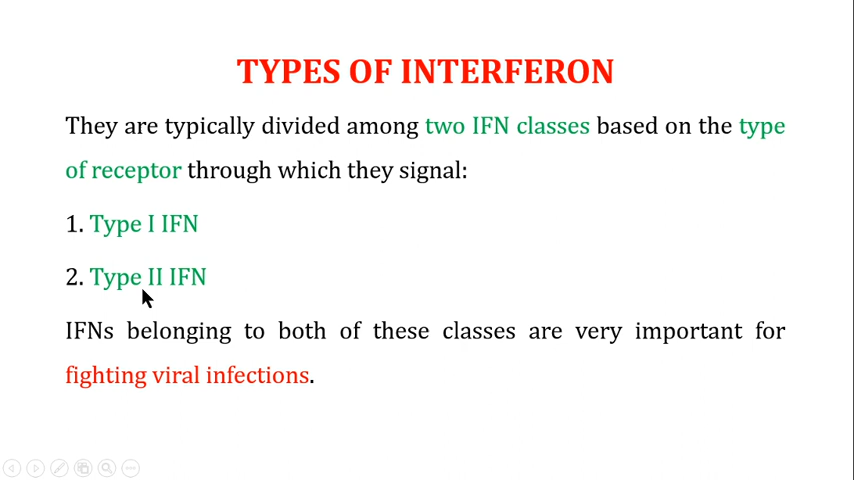 TYPES OF INTERFERON
They are typically divided among two IFN classes based on the type
of receptor through which they signal:
1. Type I IFN
2. Type II IFN
IFNs belonging to both of these classes are very important for
fighting viral infections.